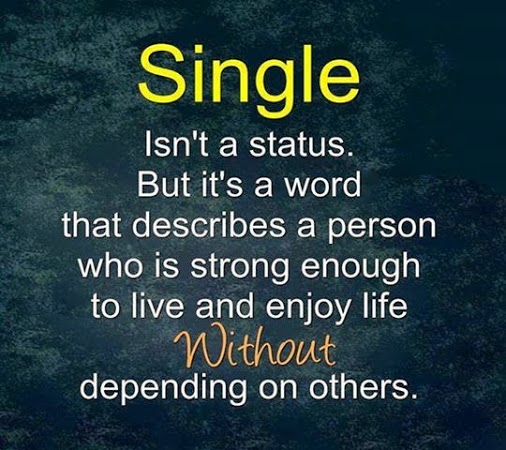 Single
Isn't a status.
But it's a word
that describes a person
who is strong enough
to live and enjoy life
Without
depending on others.